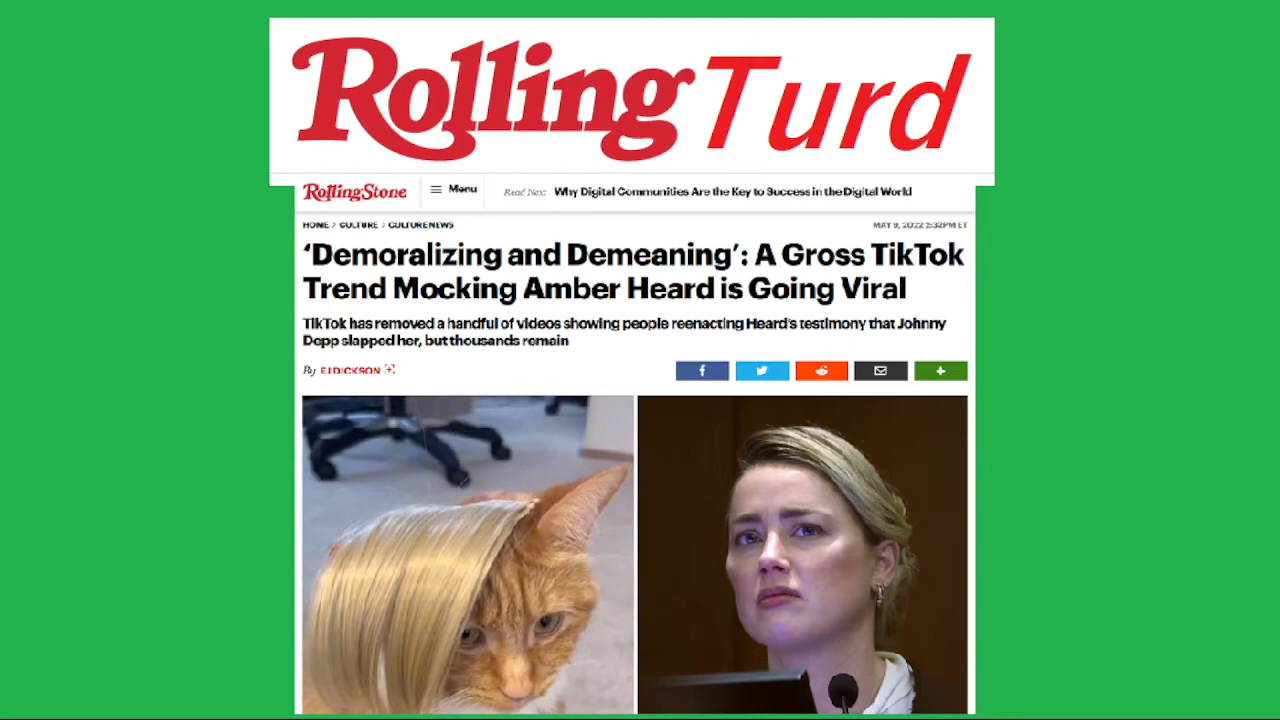 Rolling Turd
RollingStone Menu Read Next Why Digital Communities Are the Key to Success in the Digital World
HOME > CULTURE > CULTURE NEWS MAY 9, 2022 2:32PM ET
‘Demoralizing and Demeaning’: A Gross TikTok
Trend Mocking Amber Heard is Going Viral
TikTok has removed a handful of videos showing people reenacting Heard's testimony that Johnny
Depp slapped her, but thousands remain
By EJ DICKSON